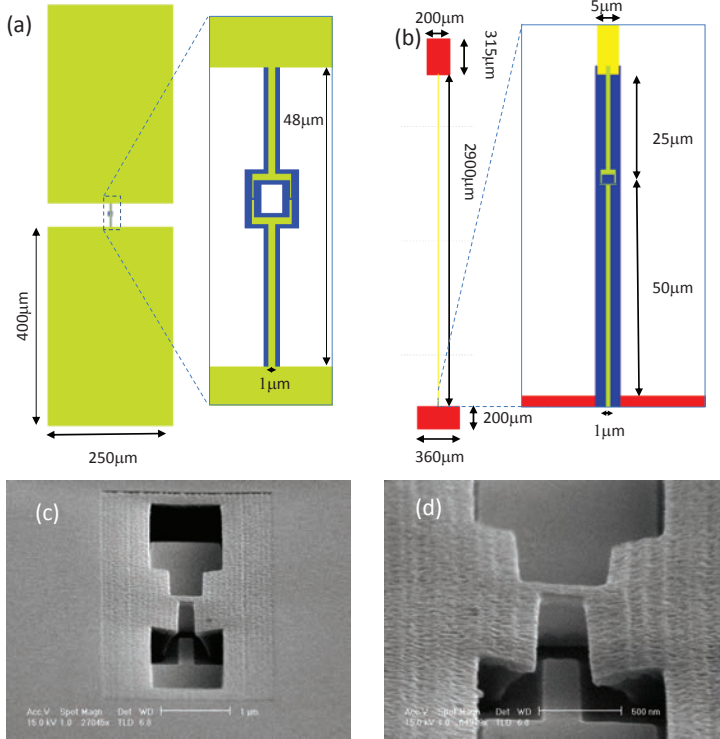 (a)
48μm
400μm
1μm
250μm
(b)
200μm
315μm
2900μm
200μm
360μm
5μm
25μm
50μm
1μm
(c)
Acc.V Spot Magn Det WD
15.0 kV 1.0 27045x TLD 6.8
1 μm
(d)
Acc.V Spot Magn Det WD
15.0 kV 1.0 TLD 6.8
500 nm